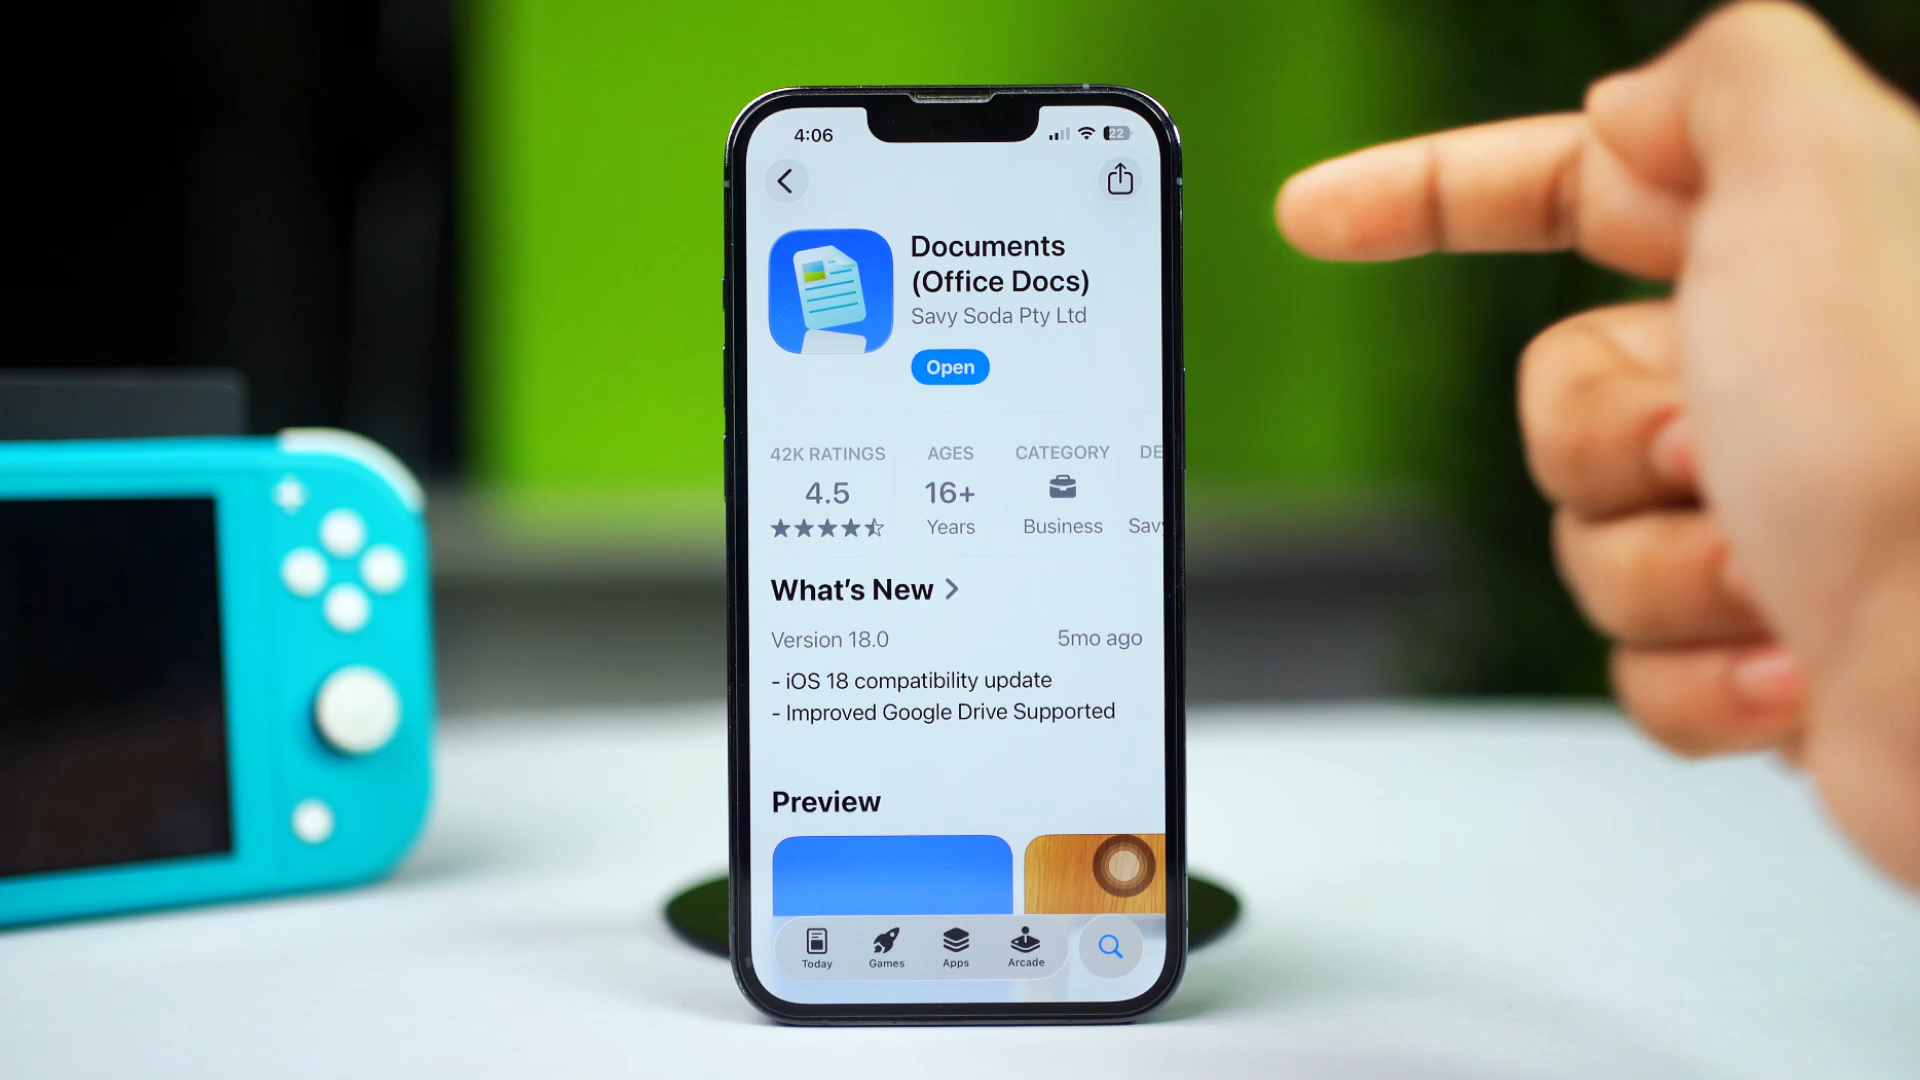 4:06
22
Documents
(Office Docs)
Savy Soda Pty Ltd
Open
42K RATINGS
4.5
AGES
16+
Years
CATEGORY
Business
DE
Sav
What's New
Version 18.0
5mo ago
- iOS 18 compatibility update
- Improved Google Drive Supported
Preview
Today
Games
Apps
Arcade